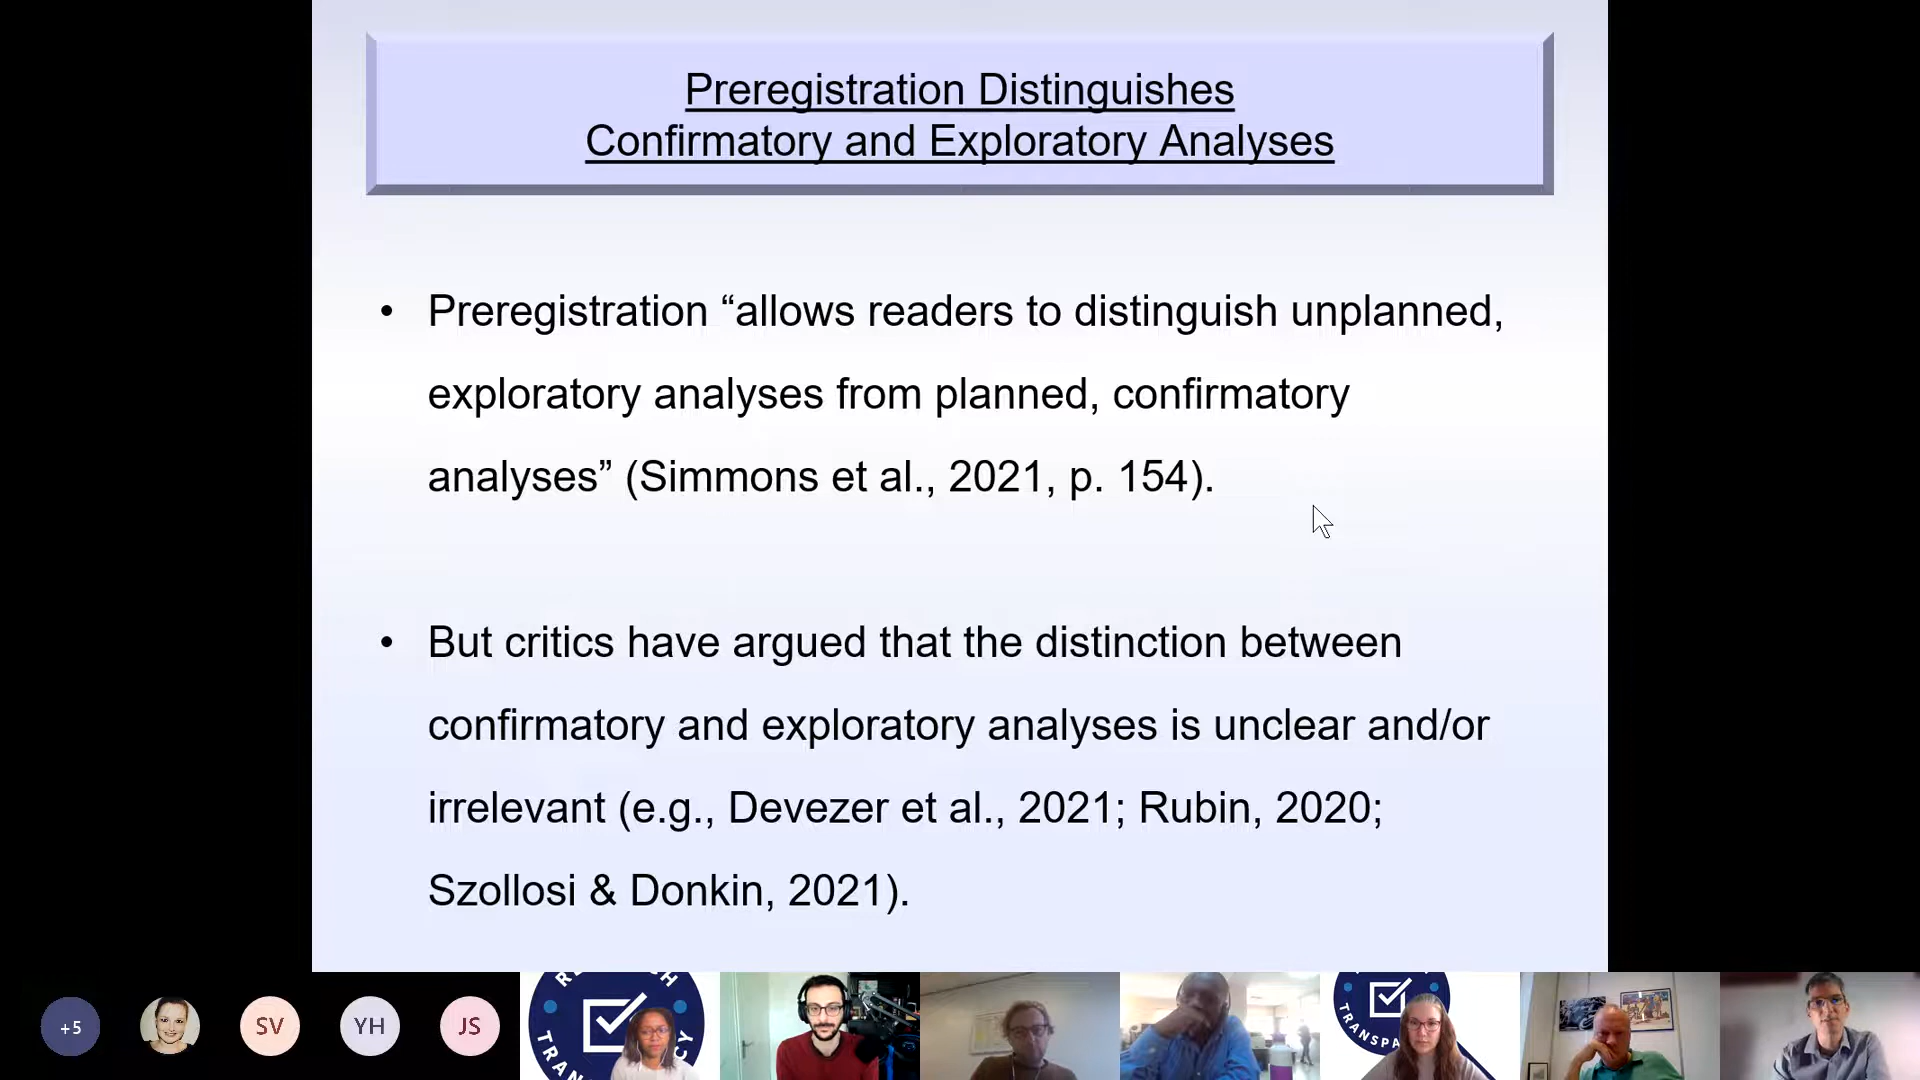 Preregistration Distinguishes
Confirmatory and Exploratory Analyses
• Preregistration “allows readers to distinguish unplanned,
exploratory analyses from planned, confirmatory
analyses” (Simmons et al., 2021, p. 154).
• But critics have argued that the distinction between
confirmatory and exploratory analyses is unclear and/or
irrelevant (e.g., Devezer et al., 2021; Rubin, 2020;
Szollosi & Donkin, 2021).
+5
SV
YH
JS